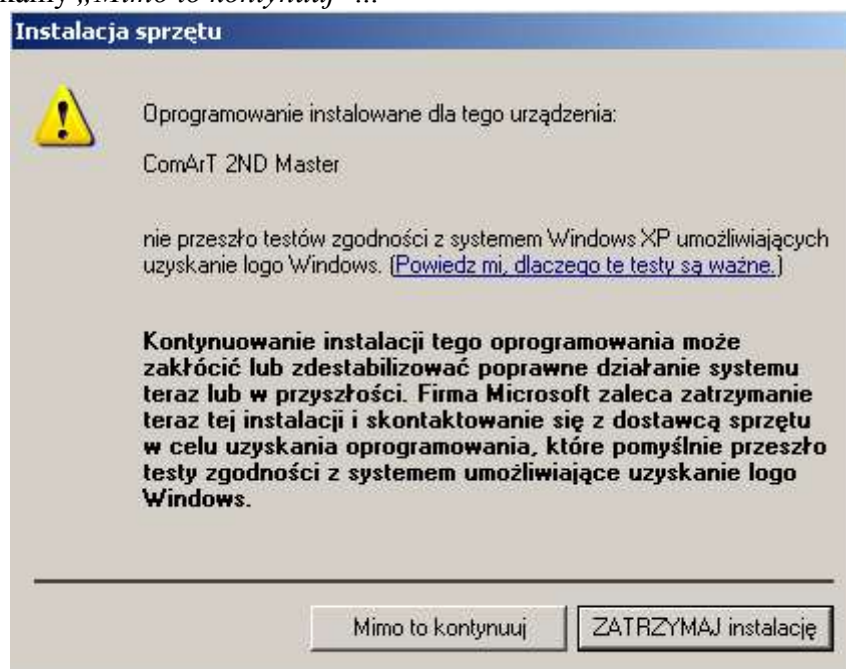 „Mimo to kontynuuj"...
Instalacja sprzętu
Oprogramowanie instalowane dla tego urządzenia:
ComArT 2ND Master
nie przeszło testów zgodności z systemem Windows XP umożliwiających
uzyskanie logo Windows. (Powiedz mi, dlaczego te testy są ważne.)
Kontynuowanie instalacji tego oprogramowania może
zakłócić lub zdestabilizować poprawne działanie systemu
teraz lub w przyszłości. Firma Microsoft zaleca zatrzymanie
teraz tej instalacji i skontaktowanie się z dostawcą sprzętu
w celu uzyskania oprogramowania, które pomyślnie przeszło
testy zgodności z systemem umożliwiające uzyskanie logo
Windows.
Mimo to kontynuuj ZATRZYMAJ instalację